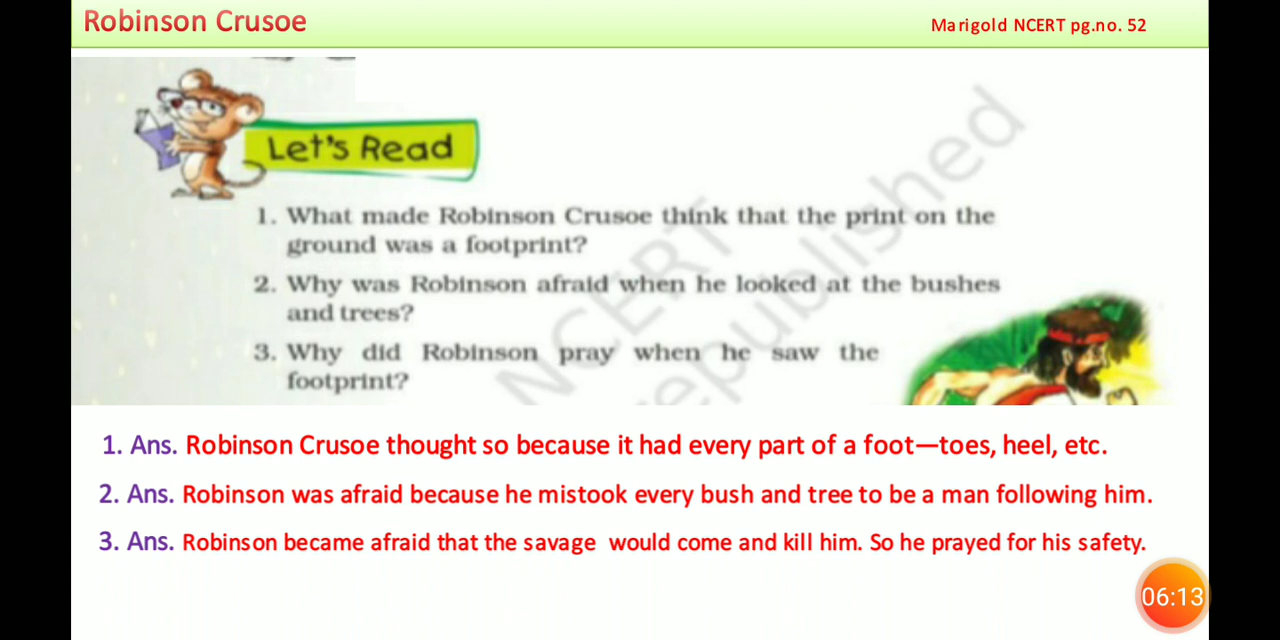 Robinson Crusoe
Marigold NCERT pg.no. 52
Let's Read
1. What made Robinson Crusoe think that the print on the
ground was a footprint?
2. Why was Robinson afraid when he looked at the bushes
and trees?
3. Why did Robinson pray when he saw the
footprint?
NCERT
republished
1. Ans. Robinson Crusoe thought so because it had every part of a foot—toes, heel, etc.
2. Ans. Robinson was afraid because he mistook every bush and tree to be a man following him.
3. Ans. Robinson became afraid that the savage would come and kill him. So he prayed for his safety.
06:13